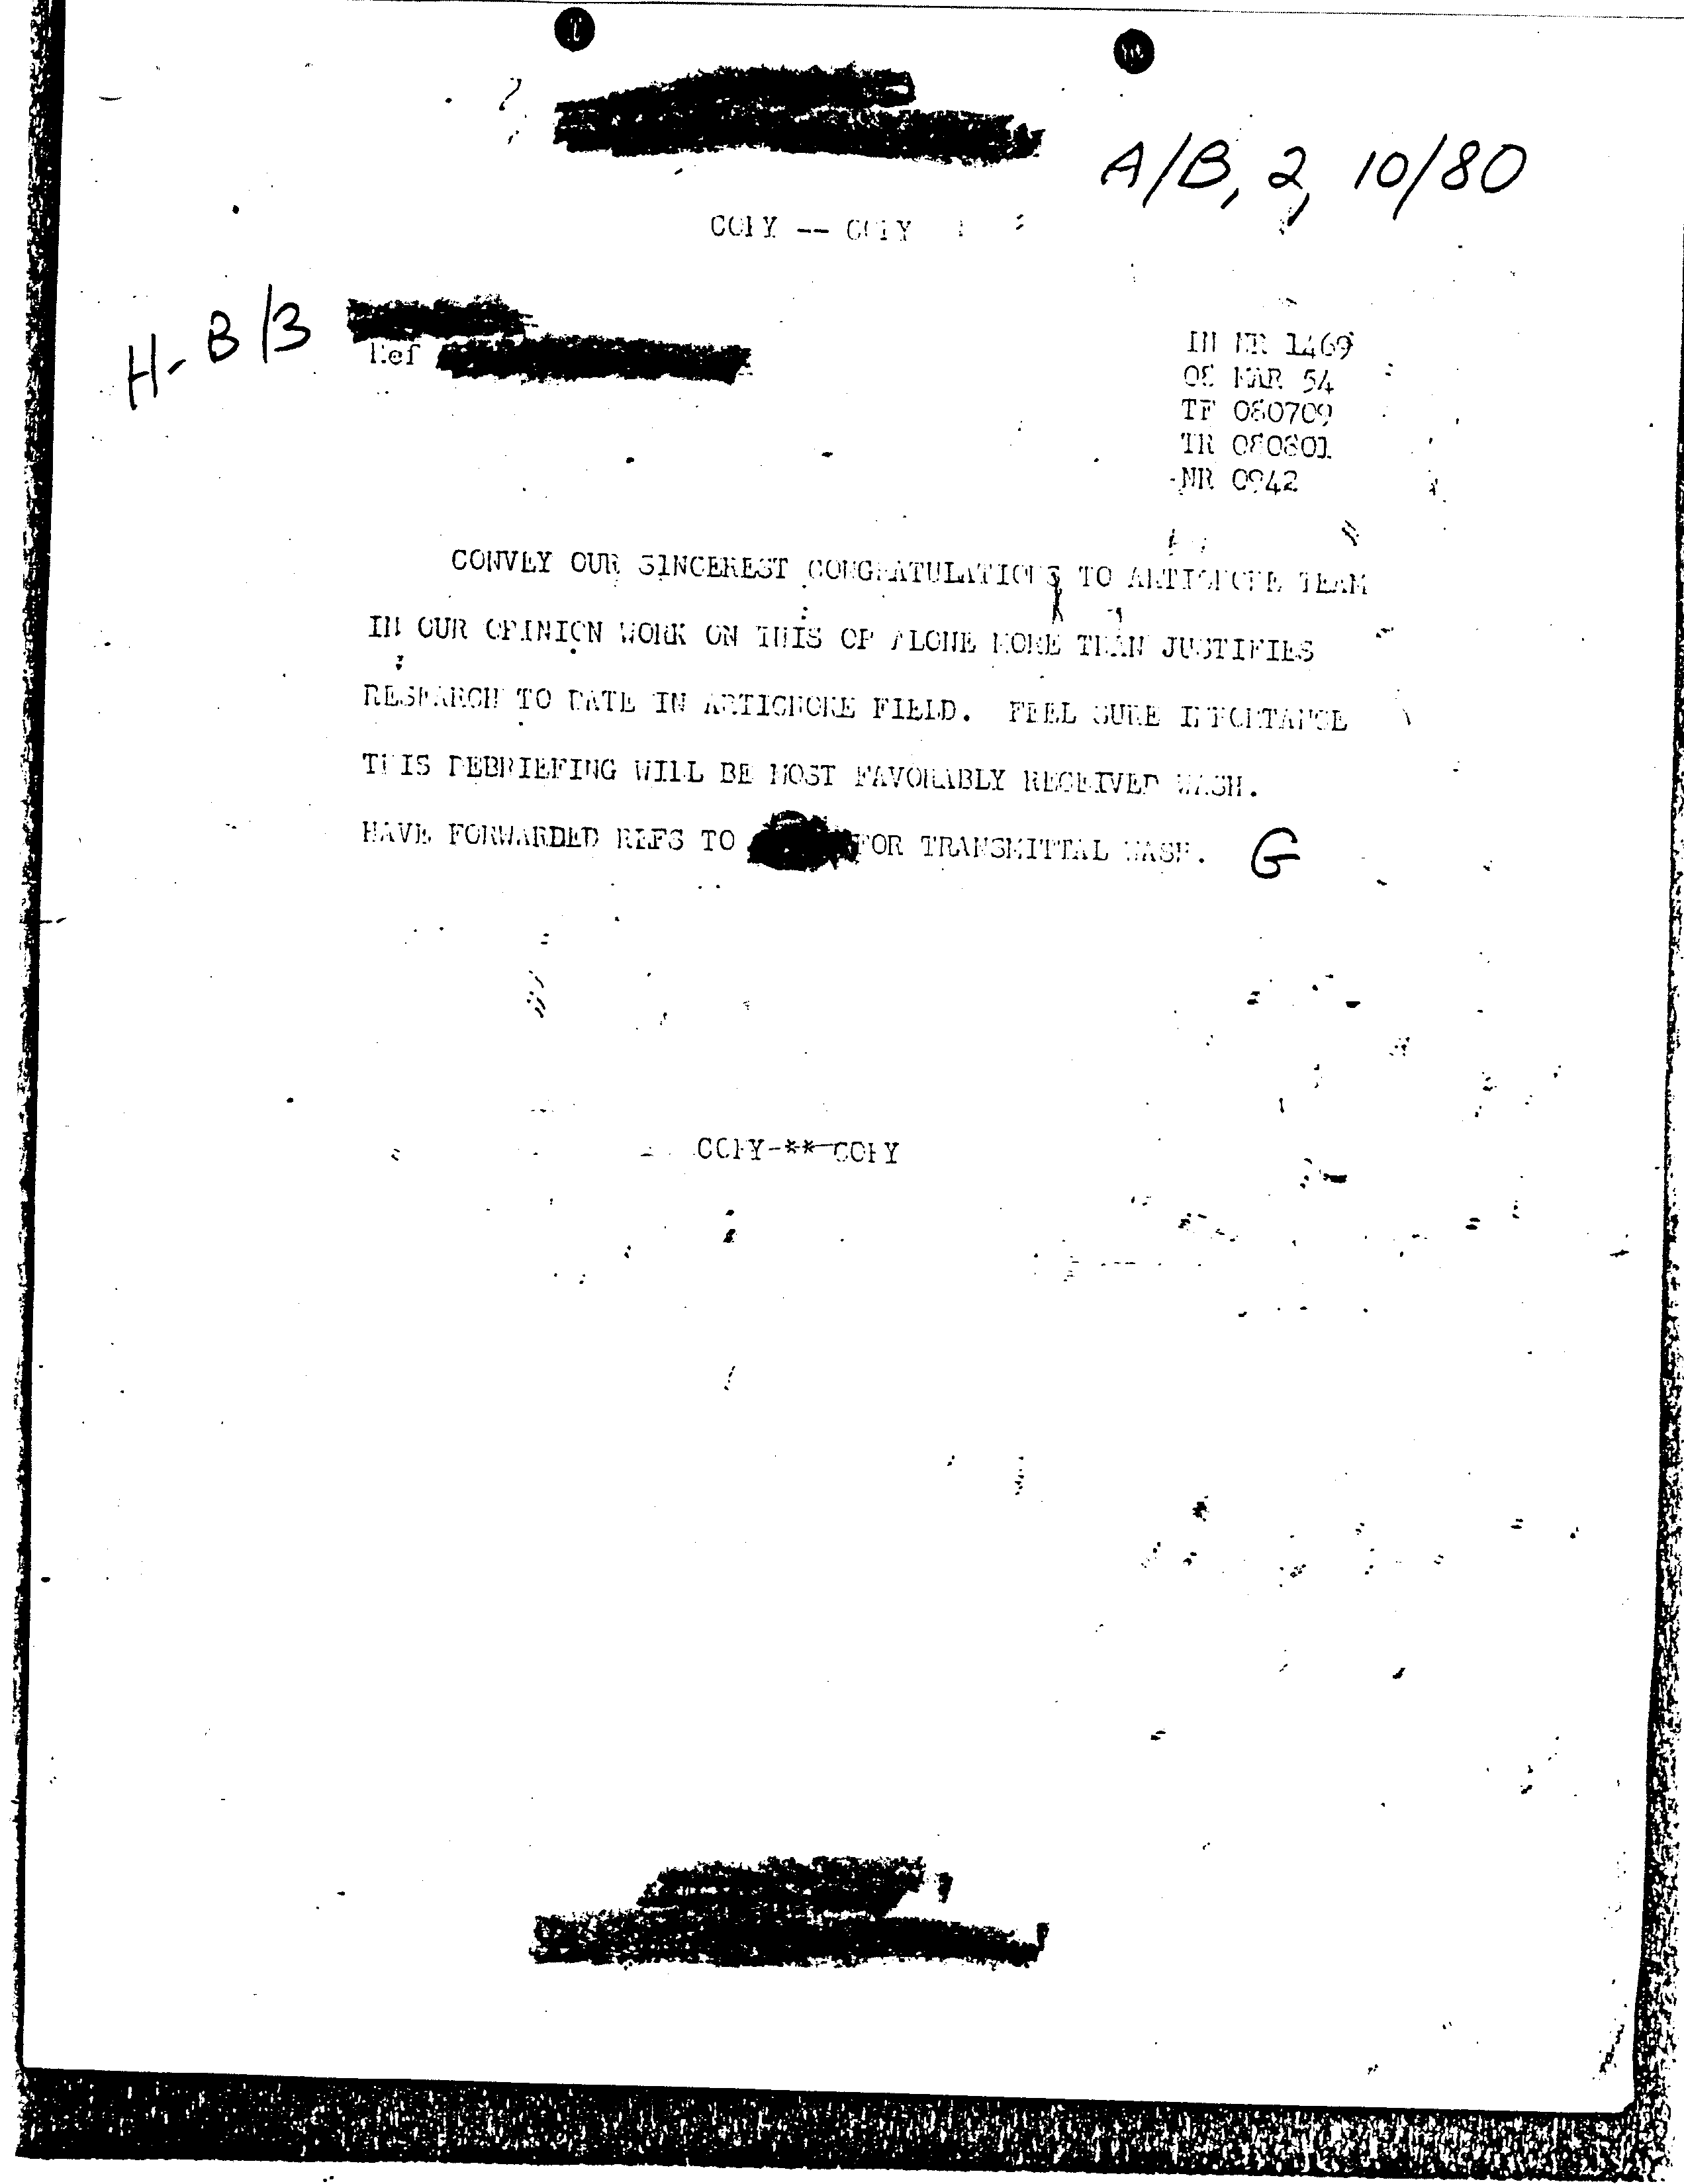 A/B, 2, 10/80
COPY -- COPY
H-B/3
Ref
IN NR 1469
08 MAR 54
TF 080709
TR 080801
NR 0942
CONVEY OUR SINCEREST CONGRATULATIONS TO ARTICHOKE TEAM
IN OUR OPINION WORK ON THIS OP ALONE MORE THAN JUSTIFIES
RESEARCH TO DATE IN ARTICHOKE FIELD. FEEL SURE IMPORTANCE
THIS DEBRIEFING WILL BE MOST FAVORABLY RECEIVED WASH.
HAVE FORWARDED REFS TO FOR TRANSMITTAL WASH. G
COPY-**-COPY